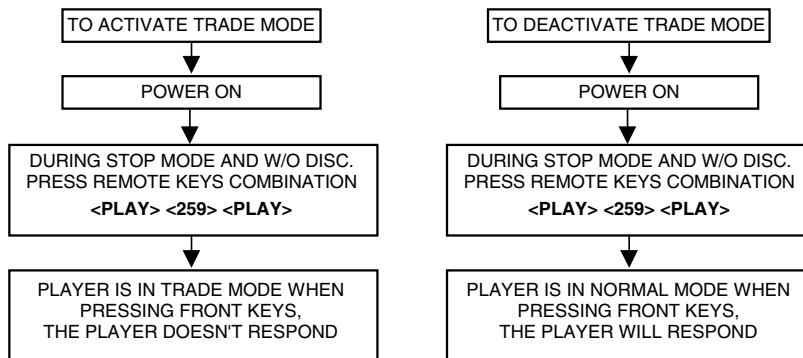 TO ACTIVATE TRADE MODE
POWER ON
DURING STOP MODE AND W/O DISC.
PRESS REMOTE KEYS COMBINATION
<PLAY> <259> <PLAY>
PLAYER IS IN TRADE MODE WHEN
PRESSING FRONT KEYS,
THE PLAYER DOESN'T RESPOND
TO DEACTIVATE TRADE MODE
POWER ON
DURING STOP MODE AND W/O DISC.
PRESS REMOTE KEYS COMBINATION
<PLAY> <259> <PLAY>
PLAYER IS IN NORMAL MODE WHEN
PRESSING FRONT KEYS,
THE PLAYER WILL RESPOND